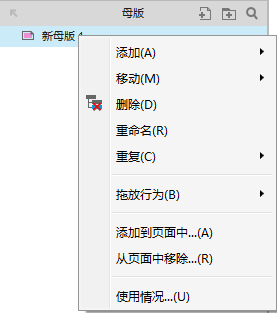 母版
新母版 1
添加(A)
移动(M)
删除(D)
重命名(R)
重复(C)
拖放行为(B)
添加到页面中...(A)
从页面中移除...(R)
使用情况...(U)